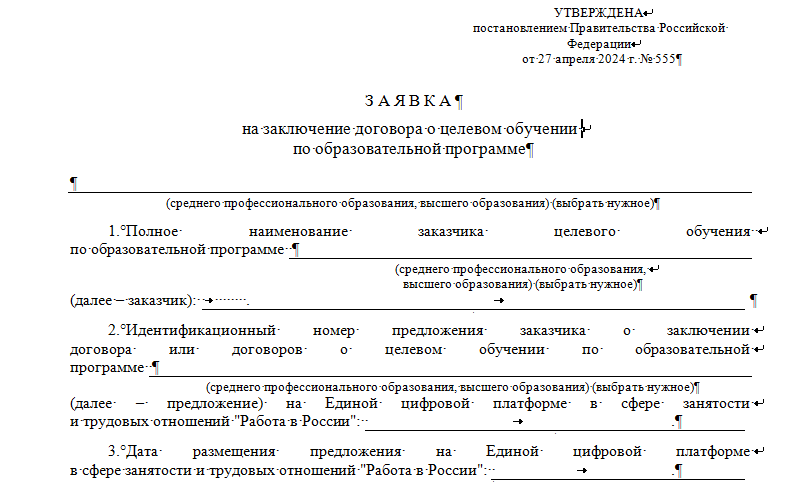 УТВЕРЖДЕНА
постановлением Правительства Российской
Федерации
от 27 апреля 2024 г. № 555
З А Я В К А
на заключение договора о целевом обучении
по образовательной программе
(среднего профессионального образования, высшего образования) (выбрать нужное)
1. Полное наименование заказчика целевого обучения
по образовательной программе
(среднего профессионального образования,
высшего образования) (выбрать нужное)
(далее – заказчик): .
2. Идентификационный номер предложения заказчика о заключении
договора или договоров о целевом обучении по образовательной
программе
(среднего профессионального образования, высшего образования) (выбрать нужное)
(далее – предложение) на Единой цифровой платформе в сфере занятости
и трудовых отношений "Работа в России": .
3. Дата размещения предложения на Единой цифровой платформе
в сфере занятости и трудовых отношений "Работа в России": .